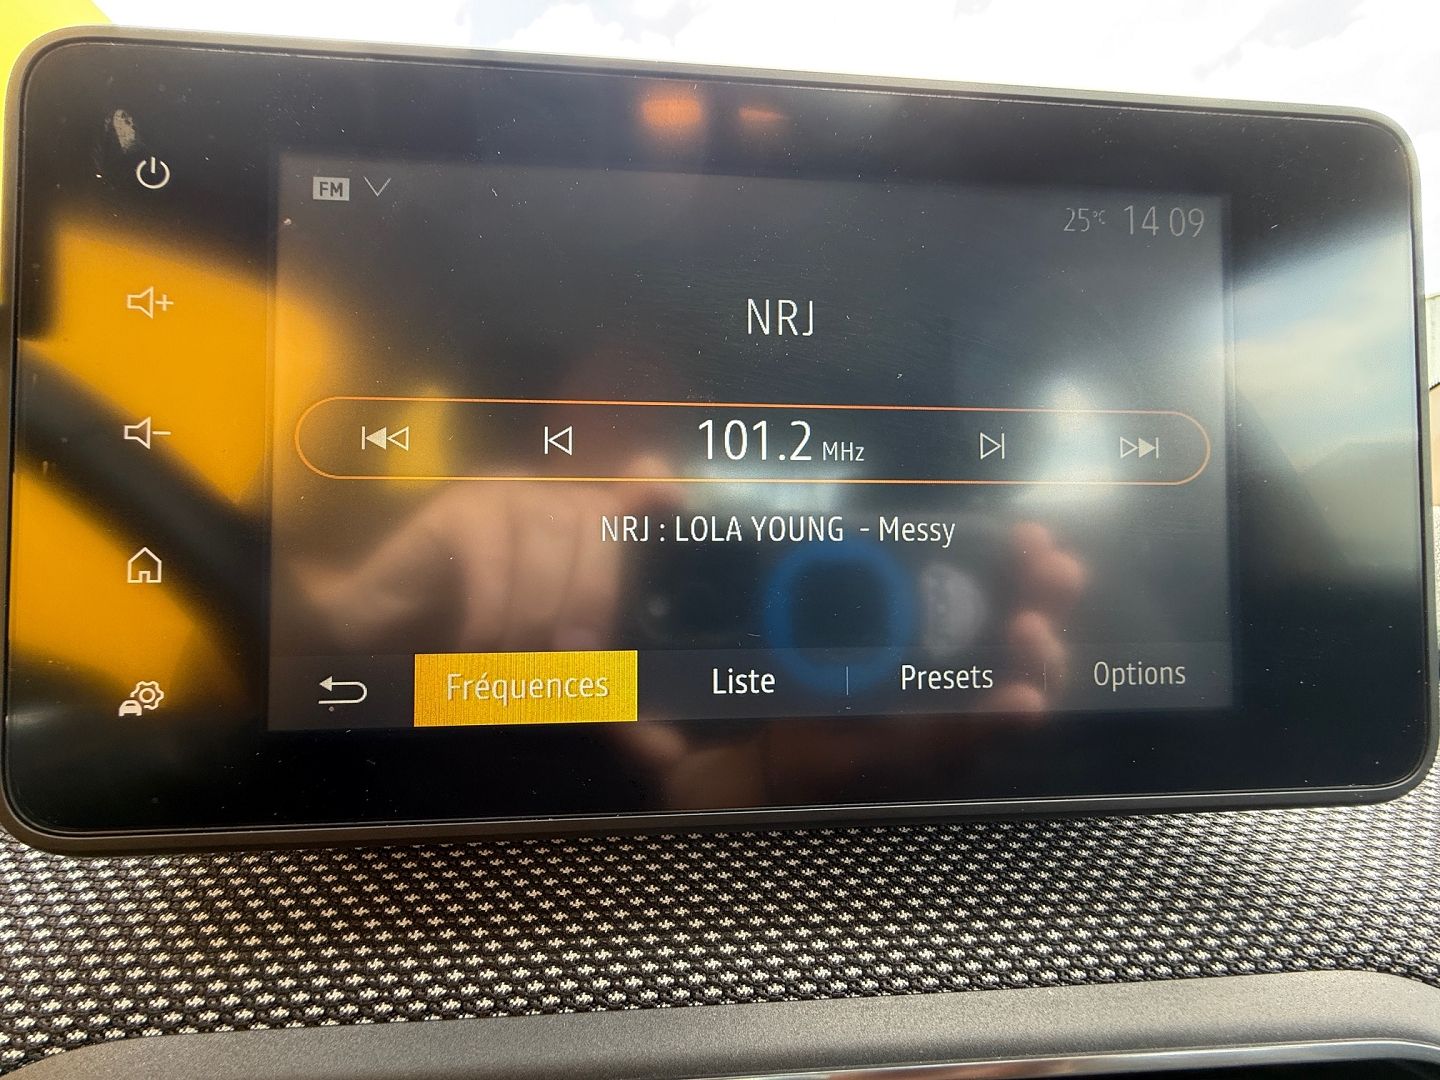 FM
25°C 14 09
NRJ
101.2 MHz
NRJ : LOLA YOUNG - Messy
Fréquences Liste Presets Options